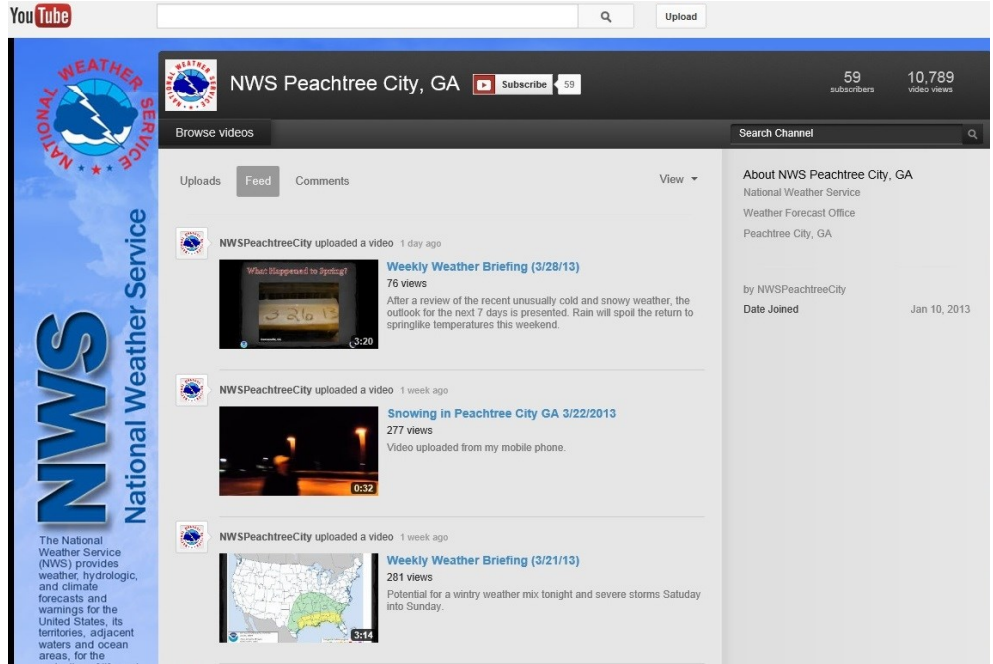 YouTube
Upload
NATIONAL WEATHER SERVICE
NWS
National Weather Service
The National
Weather Service
(NWS) provides
weather, hydrologic,
and climate
forecasts and
warnings for the
United States, its
territories, adjacent
waters and ocean
areas, for the
NATIONAL WEATHER SERVICE
NWS Peachtree City, GA
Subscribe
59
59
subscribers
10,789
video views
Browse videos
Search Channel
Uploads
Feed
Comments
View
NWSPeachtreeCity uploaded a video 1 day ago
What Happened to Spring?
3-26 13
3:20
Weekly Weather Briefing (3/28/13)
76 views
After a review of the recent unusually cold and snowy weather, the
outlook for the next 7 days is presented. Rain will spoil the return to
springlike temperatures this weekend.
NWSPeachtreeCity uploaded a video 1 week ago
0:32
Snowing in Peachtree City GA 3/22/2013
277 views
Video uploaded from my mobile phone.
NWSPeachtreeCity uploaded a video 1 week ago
3:14
Weekly Weather Briefing (3/21/13)
281 views
Potential for a wintry weather mix tonight and severe storms Satuday
into Sunday.
About NWS Peachtree City, GA
National Weather Service
Weather Forecast Office
Peachtree City, GA
by NWSPeachtreeCity
Date Joined Jan 10, 2013